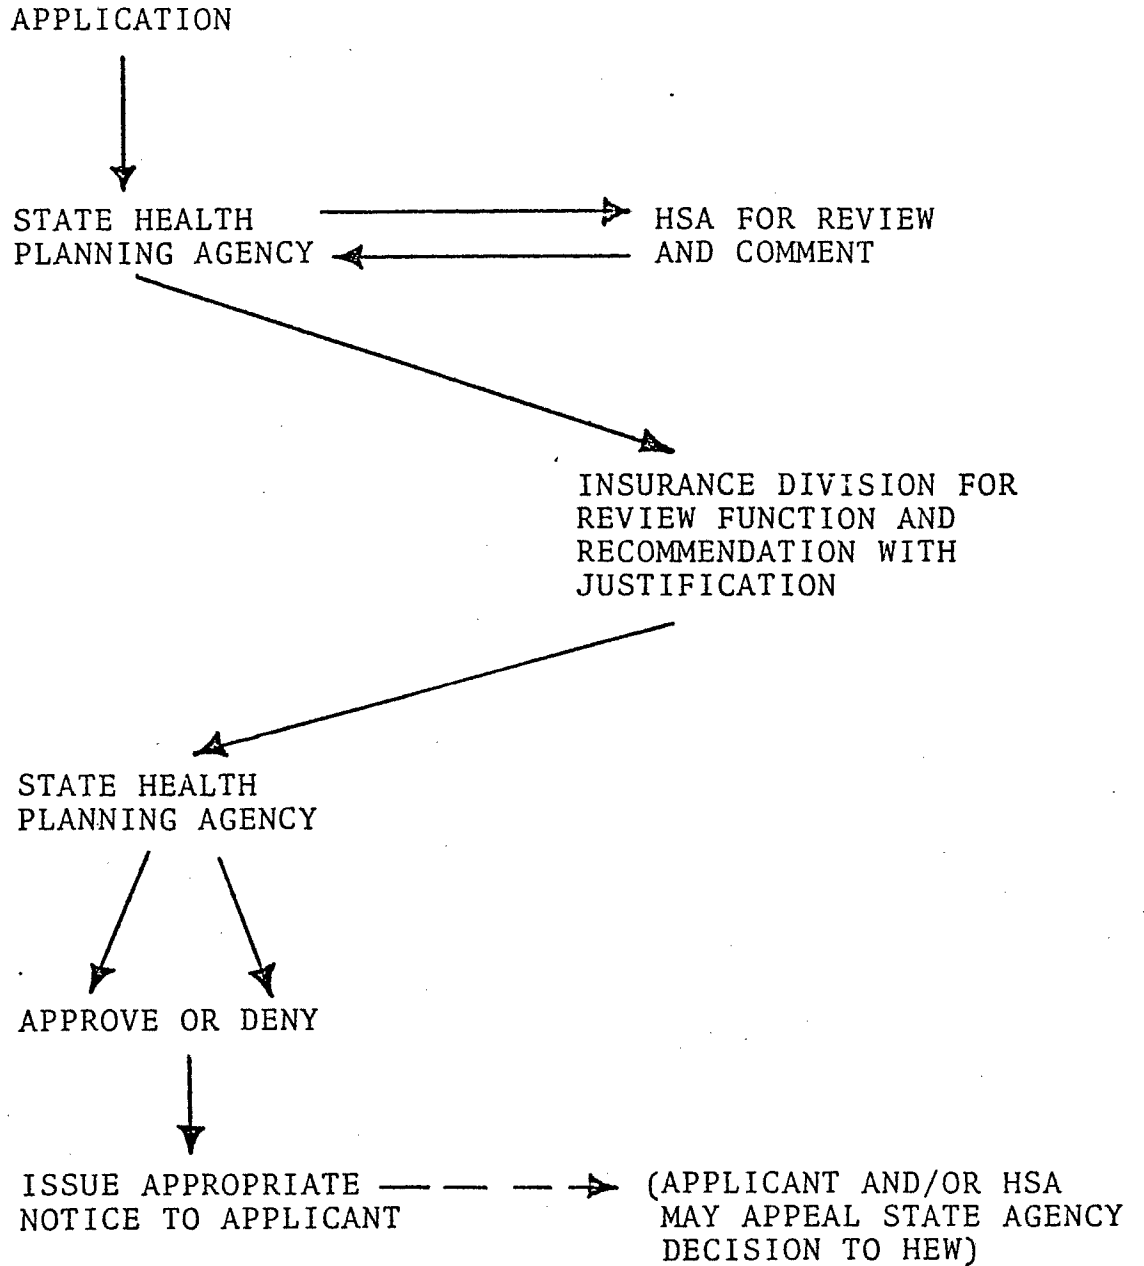 APPLICATION
STATE HEALTH
PLANNING AGENCY
HSA FOR REVIEW
AND COMMENT
INSURANCE DIVISION FOR
REVIEW FUNCTION AND
RECOMMENDATION WITH
JUSTIFICATION
STATE HEALTH
PLANNING AGENCY
APPROVE OR DENY
ISSUE APPROPRIATE
NOTICE TO APPLICANT
(APPLICANT AND/OR HSA
MAY APPEAL STATE AGENCY
DECISION TO HEW)